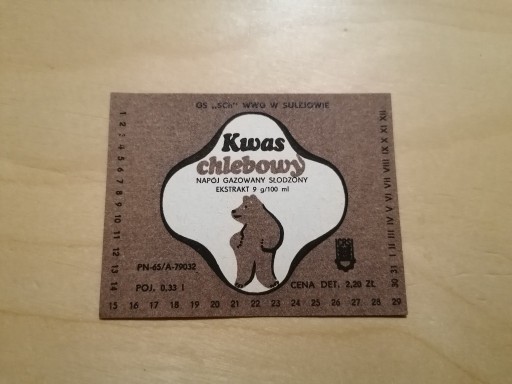 GS „SCh" WWG W SULEJOWIE
Kwas
chlebowy
NAPÓJ GAZOWANY SŁODZONY
EKSTRAKT 9 g/100 ml
PN-65/A-79032
POJ. 0,33 l
CENA DET. 2,20 ZŁ
1 2 3 4 5 6 7 8 9 10 11 12 13 14
15 16 17 18 19 20 21 22 23 24 25 26 27 28 29
30 31 I II III IV V VI VII VIII IX X XI XII